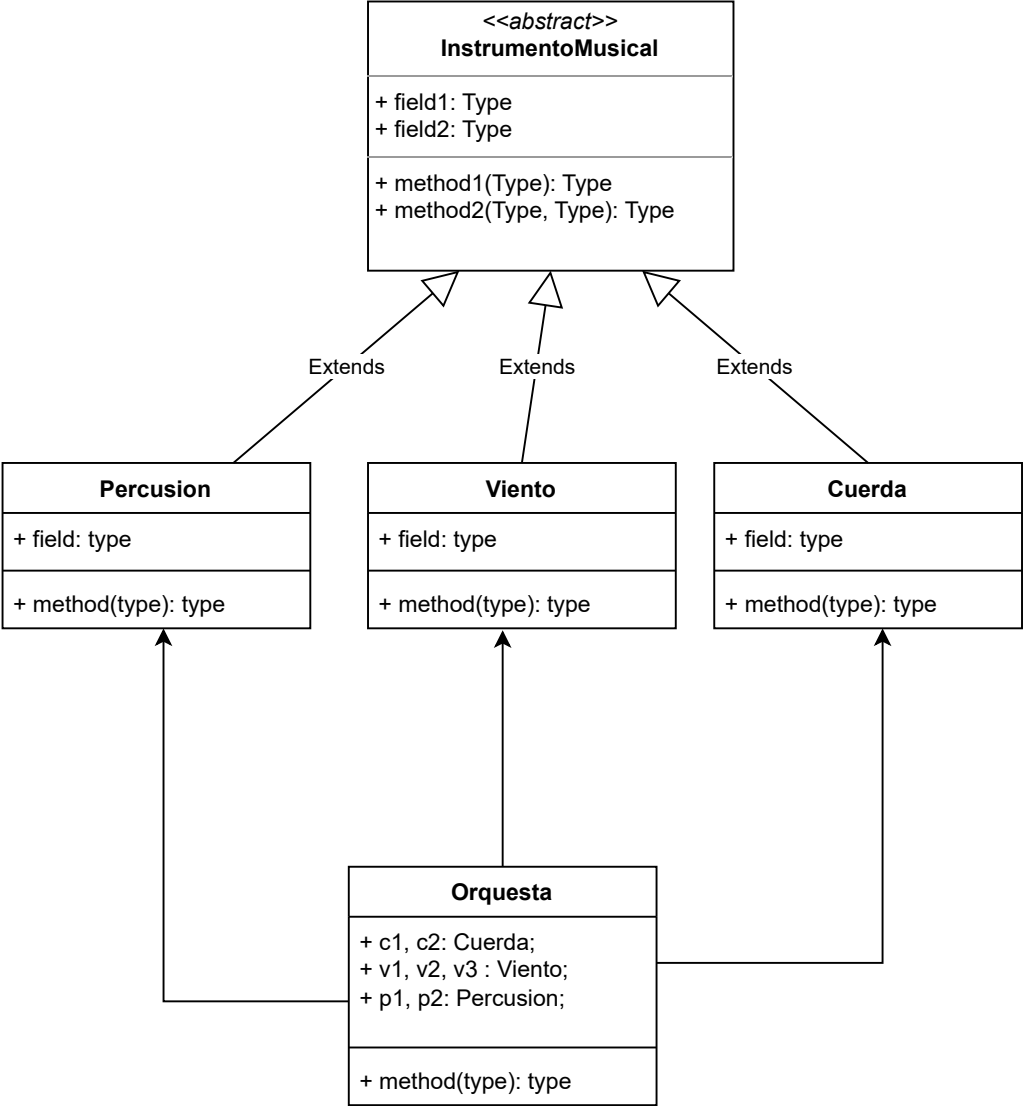 <<abstract>>
InstrumentoMusical
+ field1: Type
+ field2: Type
+ method1(Type): Type
+ method2(Type, Type): Type
Extends
Extends
Extends
Percusion
+ field: type
+ method(type): type
Viento
+ field: type
+ method(type): type
Cuerda
+ field: type
+ method(type): type
Orquesta
+ c1, c2: Cuerda;
+ v1, v2, v3 : Viento;
+ p1, p2: Percusion;
+ method(type): type